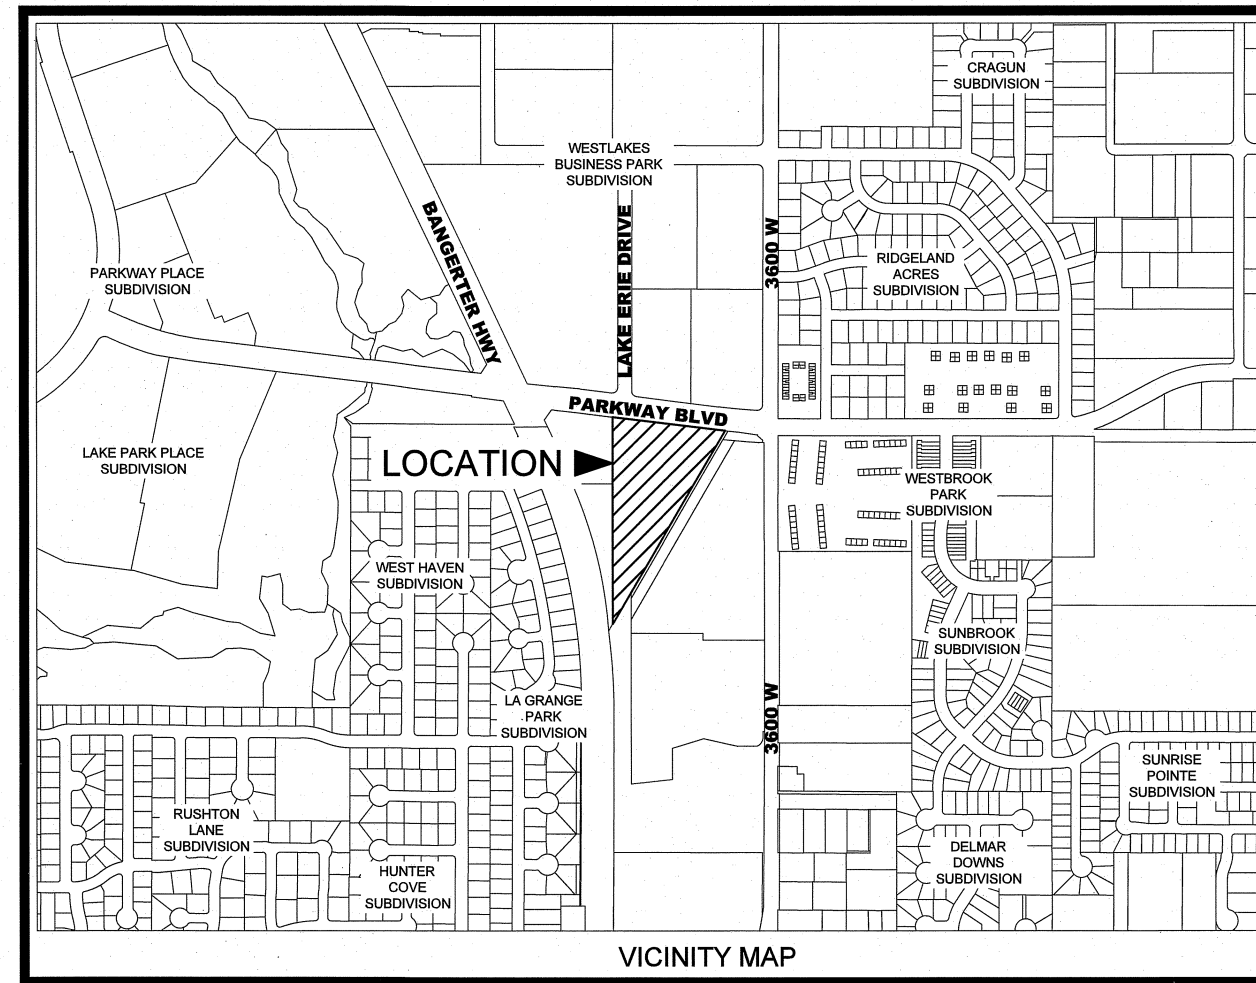 CRAGUN
SUBDIVISION
WESTLAKES
BUSINESS PARK
SUBDIVISION
BANGERTER HWY
LAKE ERIE DRIVE
3600 W
PARKWAY PLACE
SUBDIVISION
RIDGELAND
ACRES
SUBDIVISION
PARKWAY BLVD
LAKE PARK PLACE
SUBDIVISION
LOCATION
WESTBROOK
PARK
SUBDIVISION
WEST HAVEN
SUBDIVISION
SUNBROOK
SUBDIVISION
LA GRANGE
PARK
SUBDIVISION
3600 W
SUNRISE
POINTE
SUBDIVISION
RUSHTON
LANE
SUBDIVISION
HUNTER
COVE
SUBDIVISION
DELMAR
DOWNS
SUBDIVISION
VICINITY MAP